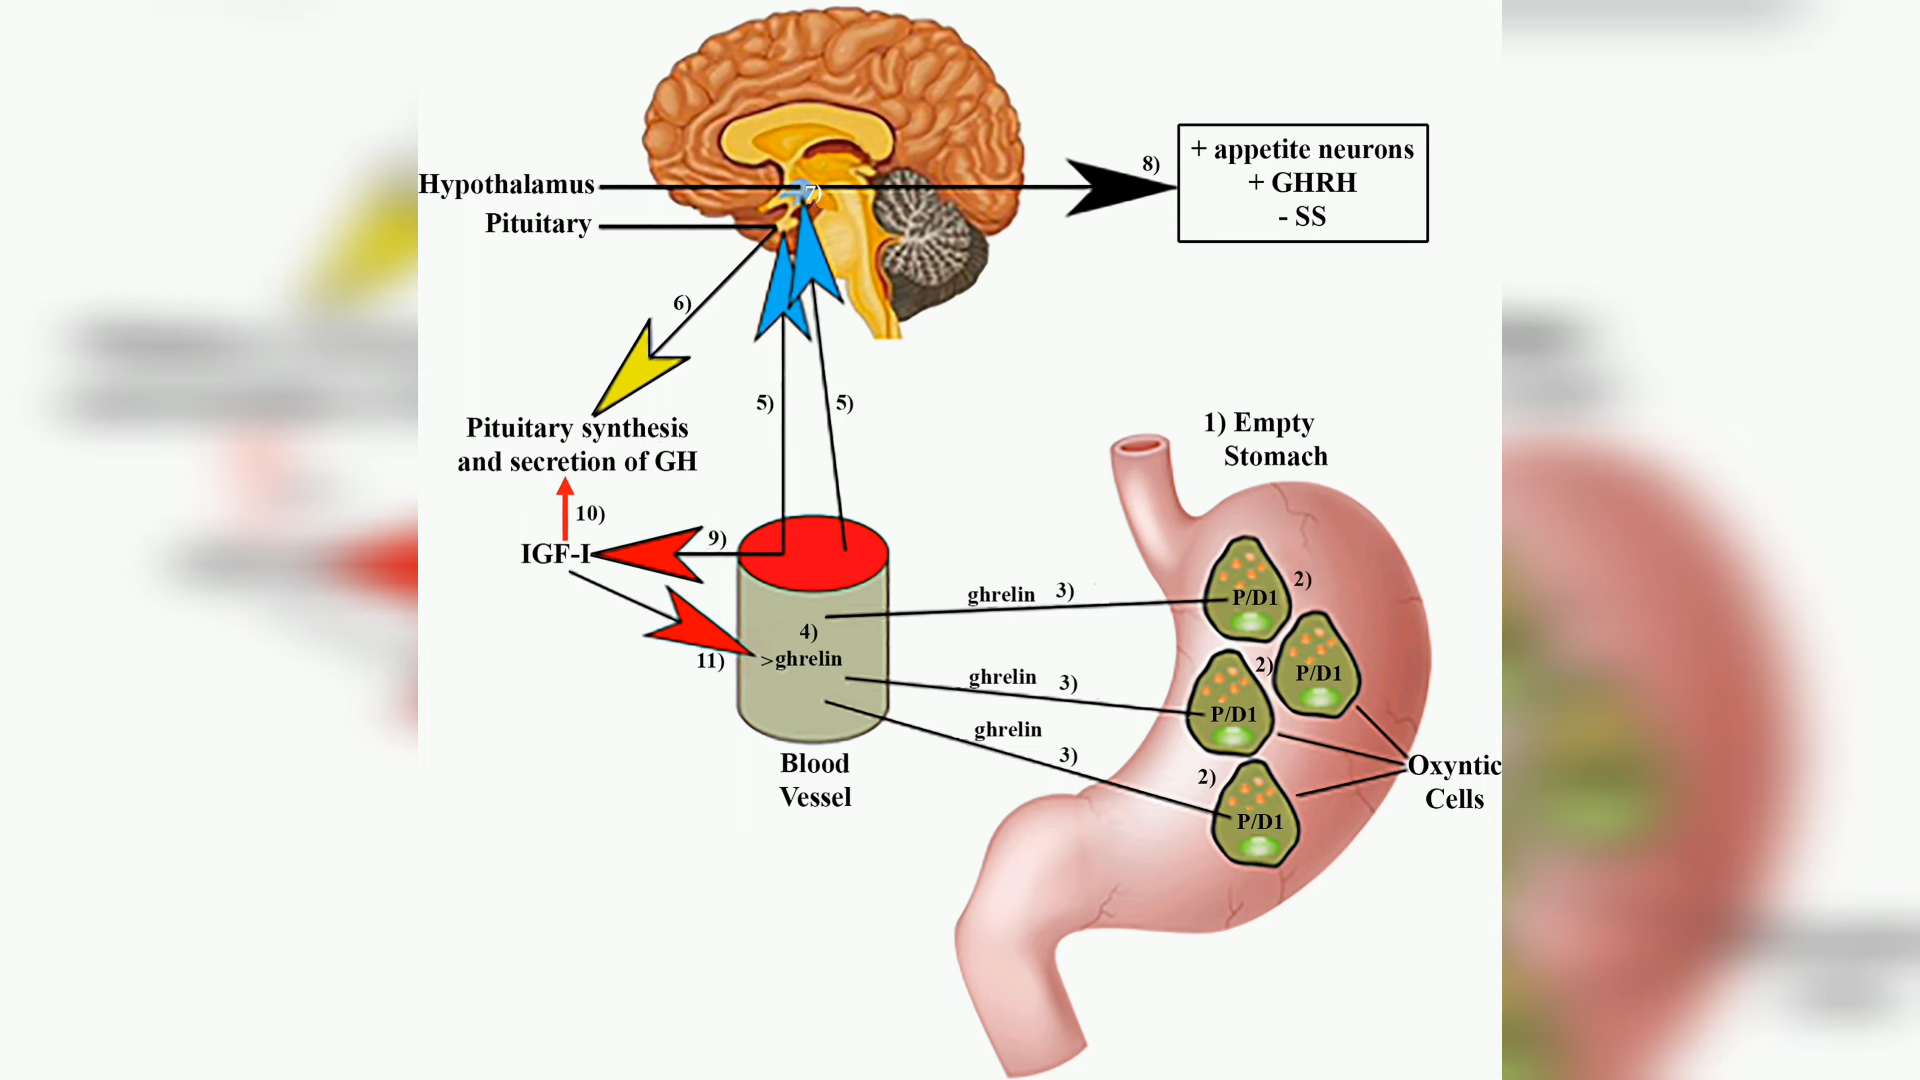 Hypothalamus
Pituitary
7)
8)
+ appetite neurons
+ GHRH
- SS
6)
5)
5)
Pituitary synthesis
and secretion of GH
10)
IGF-I
9)
11)
4)
>ghrelin
Blood
Vessel
ghrelin 3)
ghrelin 3)
ghrelin
3)
1) Empty
Stomach
2)
P/D1
2)
P/D1
P/D1
2)
P/D1
Oxyntic
Cells